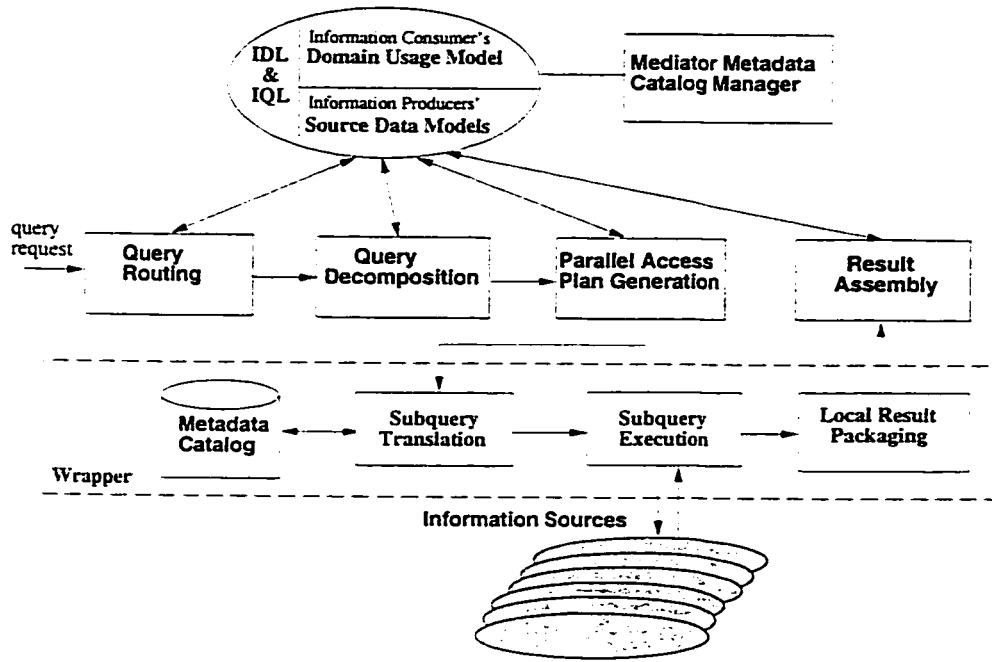 IDL
&
IQL
Information Consumer's
Domain Usage Model
Information Producers'
Source Data Models
Mediator Metadata
Catalog Manager
query
request
Query
Routing
Query
Decomposition
Parallel Access
Plan Generation
Result
Assembly
Metadata
Catalog
Subquery
Translation
Subquery
Execution
Local Result
Packaging
Wrapper
Information Sources